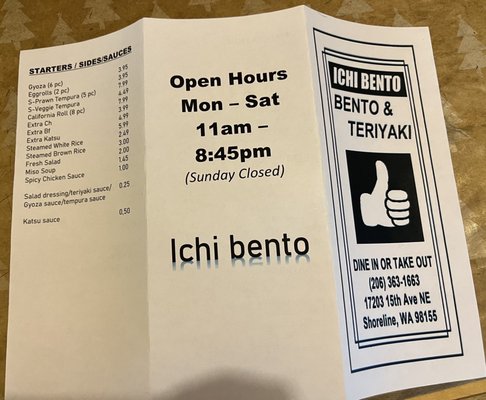 STARTERS / SIDES/SAUCES
Gyoza (6 pc) 3.95
Eggrolls (2 pc) 3.95
S-Prawn Tempura (5 pc) 7.99
S-Veggie Tempura 4.49
California Roll (8 pc) 7.99
Extra Ch 3.99
Extra Bf 4.99
Extra Katsu 5.99
Steamed White Rice 2.49
Steamed Brown Rice 3.00
Fresh Salad 2.00
Miso Soup 1.45
Spicy Chicken Sauce 1.00
Salad dressing/teriyaki sauce/ 0.25
Gyoza sauce/tempura sauce
Katsu sauce 0.50
Open Hours
Mon – Sat
11am –
8:45pm
(Sunday Closed)
Ichi bento
ICHI BENTO
BENTO &
TERIYAKI
DINE IN OR TAKE OUT
(206) 363-1663
17203 15th Ave NE
Shoreline, WA 98155